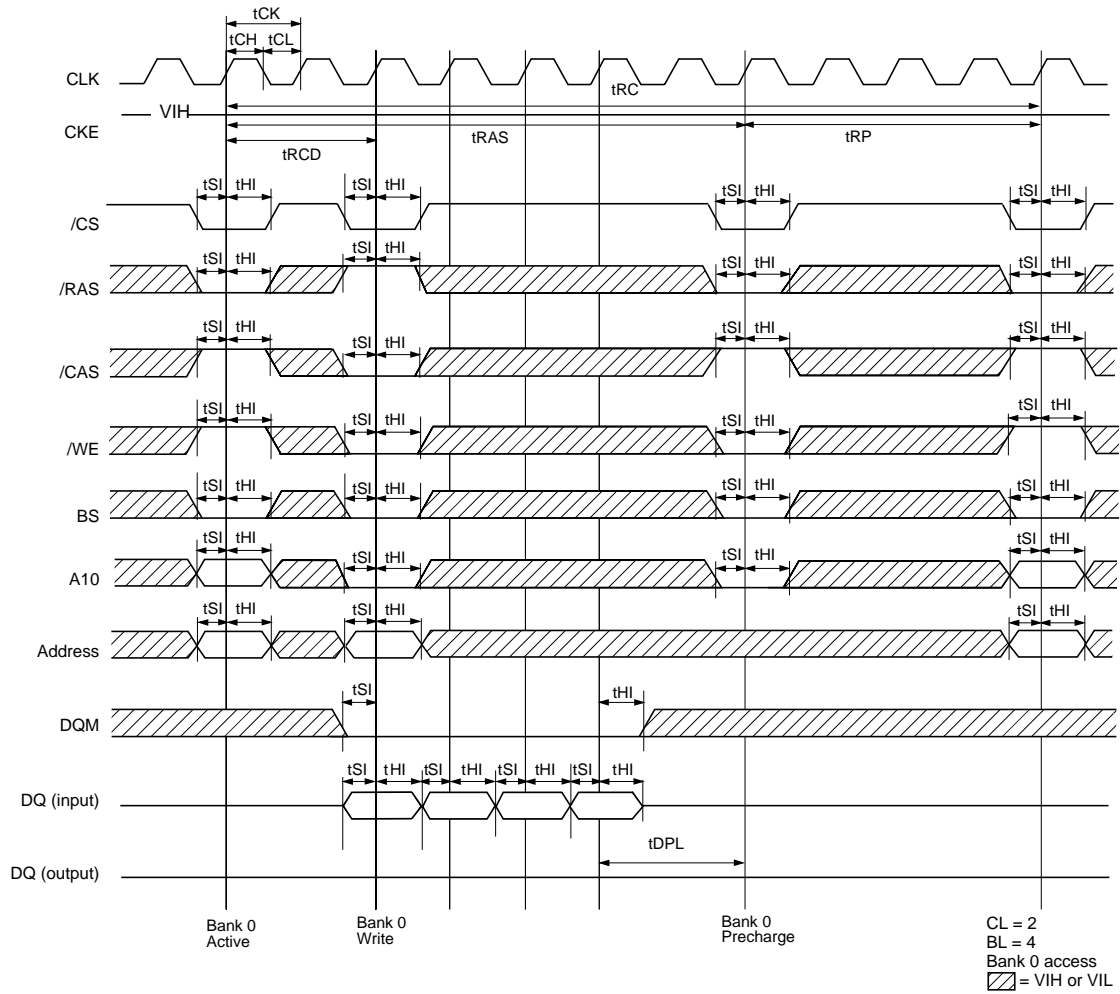 tCK
tCH tCL
CLK
tRC
VIH
CKE
tRAS tRP
tRCD
tSI tHI tSI tHI tSI tHI tSI tHI
/CS
tSI tHI
tSI tHI tSI tHI tSI tHI
/RAS
tSI tHI tSI tHI tSI tHI tSI tHI
/CAS
tSI tHI tSI tHI tSI tHI tSI tHI
/WE
tSI tHI tSI tHI tSI tHI tSI tHI
BS
tSI tHI tSI tHI tSI tHI tSI tHI
A10
tSI tHI tSI tHI tSI tHI
Address
tSI tHI
DQM
tSI tHI tSI tHI tSI tHI tSI tHI
DQ (input)
tDPL
DQ (output)
Bank 0
Active
Bank 0
Write
Bank 0
Precharge
CL = 2
BL = 4
Bank 0 access
= VIH or VIL